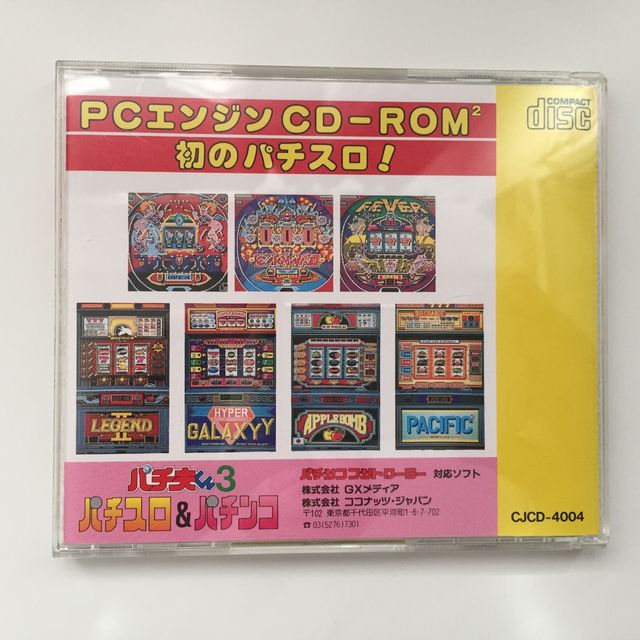 PCエンジン CD-ROM²
初のパチスロ！
COMPACT
disc
FEVER
LEGEND
II
HYPER
GALAXYY
APPLE BOMB
PACIFIC
パチ夫くん3
パチスロ&パチンコ
パチンココントローラー 対応ソフト
株式会社 GXメディア
株式会社 ココナッツ・ジャパン
〒102 東京都千代田区平河町1-6-7-702
☎03(5276)7301
CJCD-4004